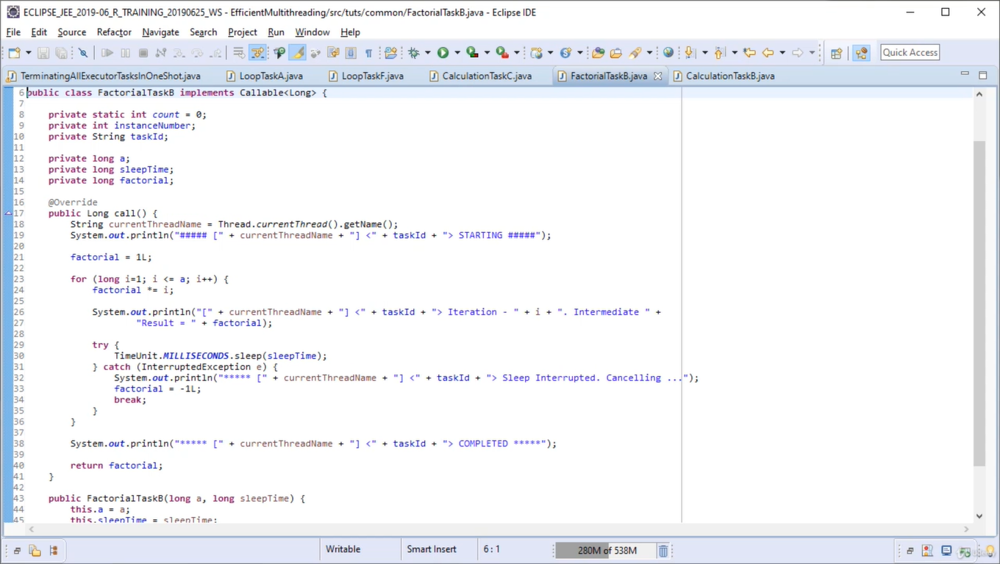 ECLIPSE_JEE_2019-06_R_TRAINING_20190625_WS - EfficientMultithreading/src/tuts/common/FactorialTaskB.java - Eclipse IDE
File Edit Source Refactor Navigate Search Project Run Window Help
Quick Access
TerminatingAllExecutorTasksInOneShot.java LoopTaskA.java LoopTaskF.java CalculationTaskC.java FactorialTaskB.java CalculationTaskB.java
6 public class FactorialTaskB implements Callable<Long> {
7
8     private static int count = 0;
9     private int instanceNumber;
10     private String taskId;
11
12     private long a;
13     private long sleepTime;
14     private long factorial;
15
16     @Override
17     public Long call() {
18         String currentThreadName = Thread.currentThread().getName();
19         System.out.println("##### [" + currentThreadName + "] <" + taskId + "> STARTING #####");
20
21         factorial = 1L;
22
23         for (long i=1; i <= a; i++) {
24             factorial *= i;
25
26             System.out.println("[" + currentThreadName + "] <" + taskId + "> Iteration - " + i + ". Intermediate " +
27                     "Result = " + factorial);
28
29             try {
30                 TimeUnit.MILLISECONDS.sleep(sleepTime);
31             } catch (InterruptedException e) {
32                 System.out.println("***** [" + currentThreadName + "] <" + taskId + "> Sleep Interrupted. Cancelling ...");
33                 factorial = -1L;
34                 break;
35             }
36         }
37
38         System.out.println("***** [" + currentThreadName + "] <" + taskId + "> COMPLETED *****");
39
40         return factorial;
41     }
42
43     public FactorialTaskB(long a, long sleepTime) {
44         this.a = a;
45         this.sleepTime = sleepTime;
Writable Smart Insert 6 : 1 280M of 538M